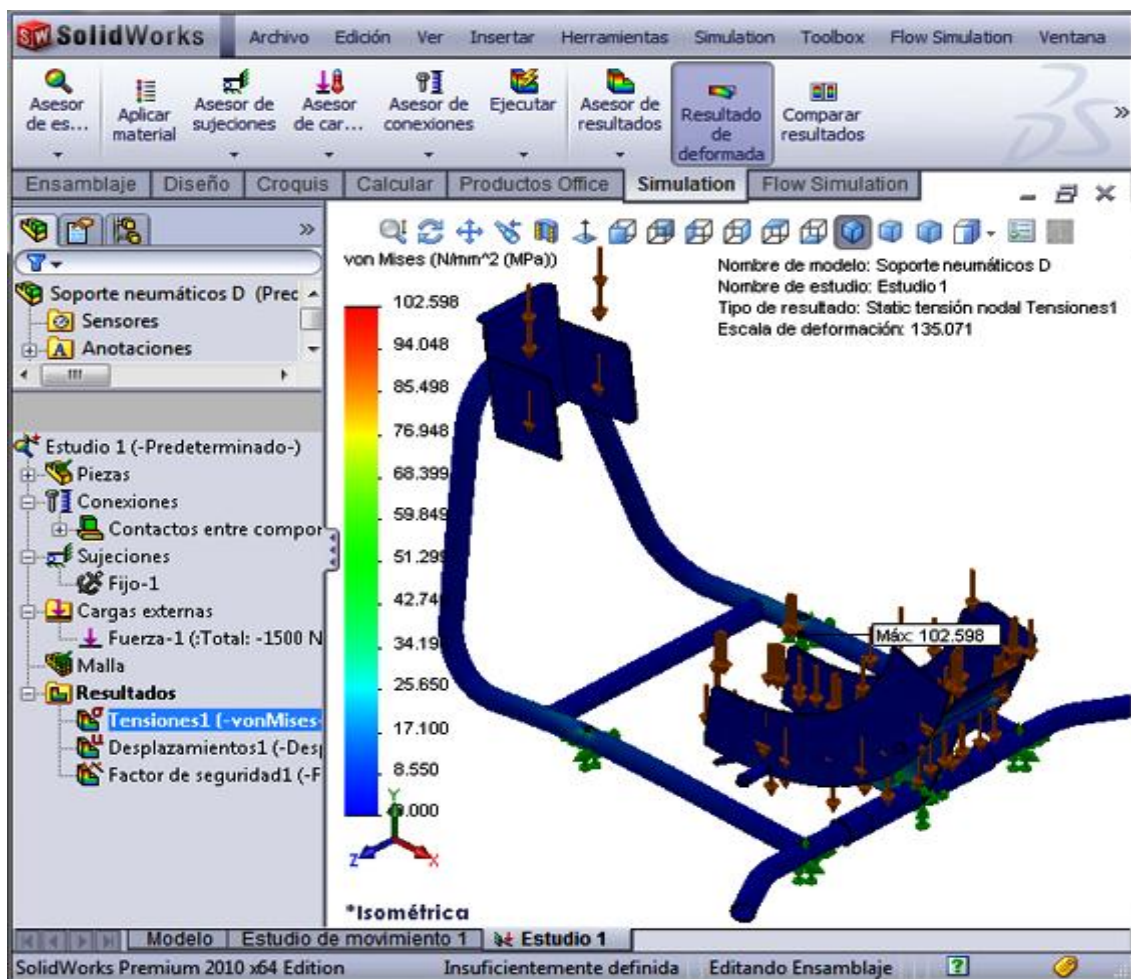 SolidWorks Archivo Edición Ver Insertar Herramientas Simulation Toolbox Flow Simulation Ventana
Asesor de es...
Aplicar material
Asesor de sujeciones
Asesor de car...
Asesor de conexiones
Ejecutar
Asesor de resultados
Resultado de deformada
Comparar resultados
Ensamblaje Diseño Croquis Calcular Productos Office Simulation Flow Simulation
Soporte neumáticos D (Prec
Sensores
Anotaciones
Estudio 1 (-Predeterminado-)
Piezas
Conexiones
Contactos entre compor
Sujeciones
Fijo-1
Cargas externas
Fuerza-1 (:Total: -1500 N
Malla
Resultados
Tensiones1 (-vonMises-
Desplazamientos1 (-Desp
Factor de seguridad1 (-F
von Mises (N/mm^2 (MPa))
102.598
94.048
85.498
76.948
68.399
59.849
51.299
42.749
34.199
25.650
17.100
8.550
0.000
Nombre de modelo: Soporte neumáticos D
Nombre de estudio: Estudio 1
Tipo de resultado: Static tensión nodal Tensiones1
Escala de deformación: 135.071
Máx: 102.598
Y
Z
X
*Isométrica
Modelo Estudio de movimiento 1 Estudio 1
SolidWorks Premium 2010 x64 Edition Insuficientemente definida Editando Ensamblaje